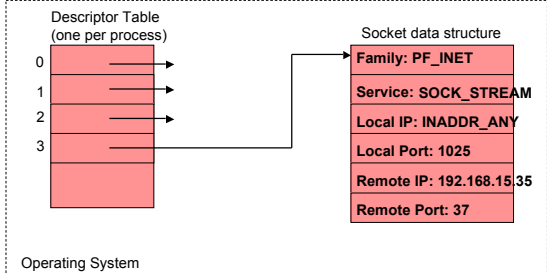 Descriptor Table
(one per process)
0
1
2
3
Socket data structure
Family: PF_INET
Service: SOCK_STREAM
Local IP: INADDR_ANY
Local Port: 1025
Remote IP: 192.168.15.35
Remote Port: 37
Operating System